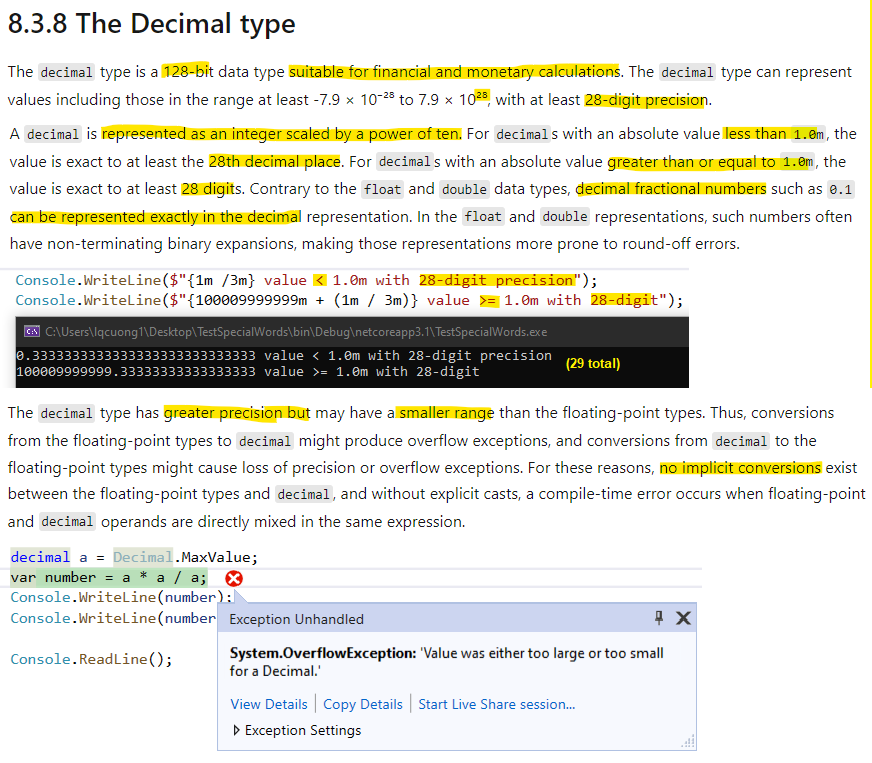 8.3.8 The Decimal type
The decimal type is a 128-bit data type suitable for financial and monetary calculations. The decimal type can represent
values including those in the range at least -7.9 × 10⁻²⁸ to 7.9 × 10²⁸, with at least 28-digit precision.
A decimal is represented as an integer scaled by a power of ten. For decimals with an absolute value less than 1.0m, the
value is exact to at least the 28th decimal place. For decimals with an absolute value greater than or equal to 1.0m, the
value is exact to at least 28 digits. Contrary to the float and double data types, decimal fractional numbers such as 0.1
can be represented exactly in the decimal representation. In the float and double representations, such numbers often
have non-terminating binary expansions, making those representations more prone to round-off errors.
Console.WriteLine($"{1m /3m} value < 1.0m with 28-digit precision");
Console.WriteLine($"{100009999999m + (1m / 3m)} value >= 1.0m with 28-digit");
C:\Users\lqcuong1\Desktop\TestSpecialWords\bin\Debug\netcoreapp3.1\TestSpecialWords.exe
0.3333333333333333333333333333 value < 1.0m with 28-digit precision
100009999999.33333333333333333 value >= 1.0m with 28-digit
(29 total)
The decimal type has greater precision but may have a smaller range than the floating-point types. Thus, conversions
from the floating-point types to decimal might produce overflow exceptions, and conversions from decimal to the
floating-point types might cause loss of precision or overflow exceptions. For these reasons, no implicit conversions exist
between the floating-point types and decimal, and without explicit casts, a compile-time error occurs when floating-point
and decimal operands are directly mixed in the same expression.
decimal a = Decimal.MaxValue;
var number = a * a / a;
Console.WriteLine(number);
Console.WriteLine(number
Console.ReadLine();
Exception Unhandled
System.OverflowException: 'Value was either too large or too small
for a Decimal.'
View Details | Copy Details | Start Live Share session...
Exception Settings